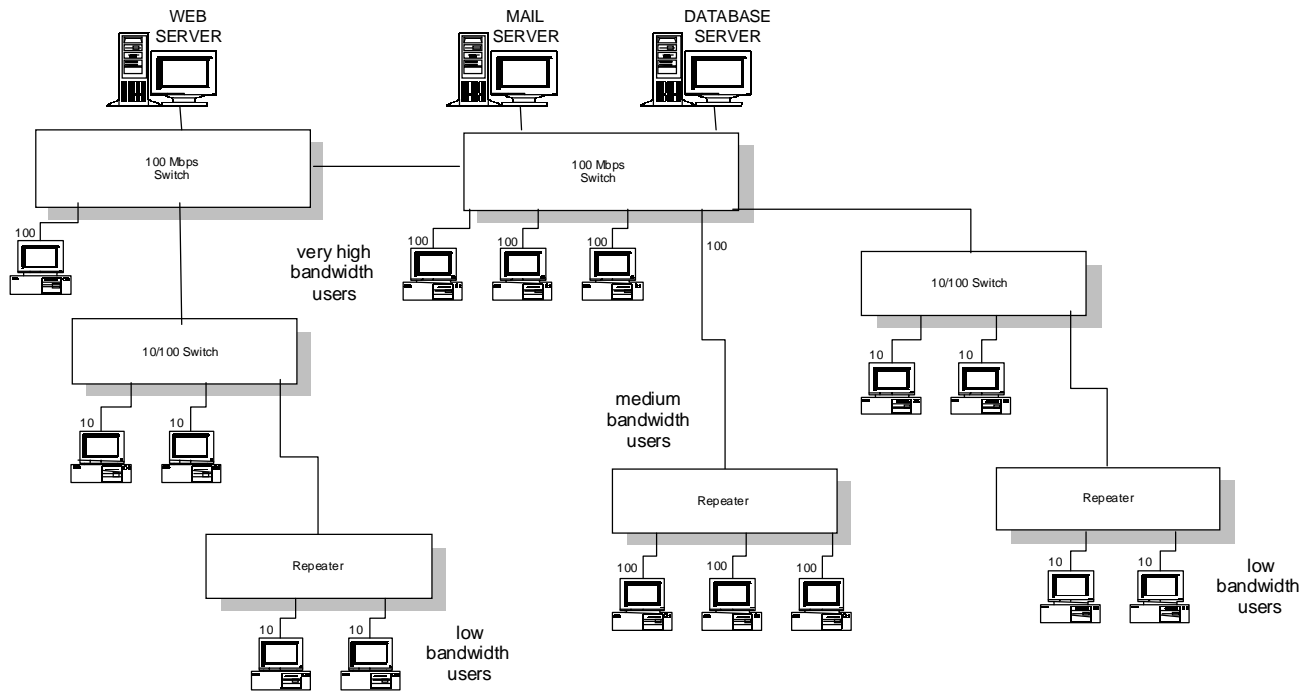 WEB
SERVER
MAIL
SERVER
DATABASE
SERVER
100 Mbps
Switch
100 Mbps
Switch
100
very high
bandwidth
users
100
100
100
100
10/100 Switch
10/100 Switch
10
10
10
10
medium
bandwidth
users
Repeater
Repeater
Repeater
100
100
100
10
10
low
bandwidth
users
10
10
low
bandwidth
users